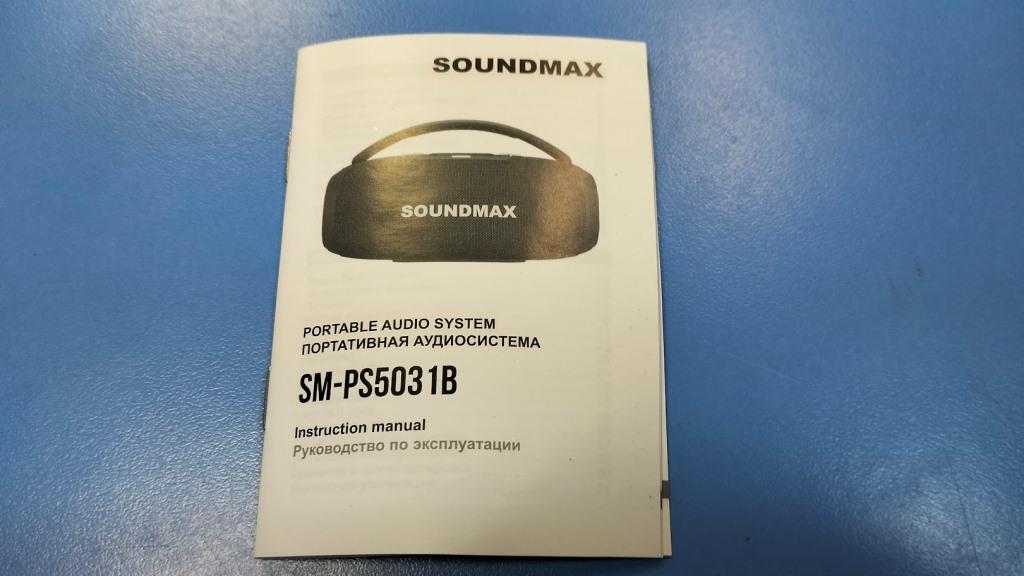 SOUNDMAX
SOUNDMAX
PORTABLE AUDIO SYSTEM
ПОРТАТИВНАЯ АУДИОСИСТЕМА
SM-PS5031B
Instruction manual
Руководство по эксплуатации